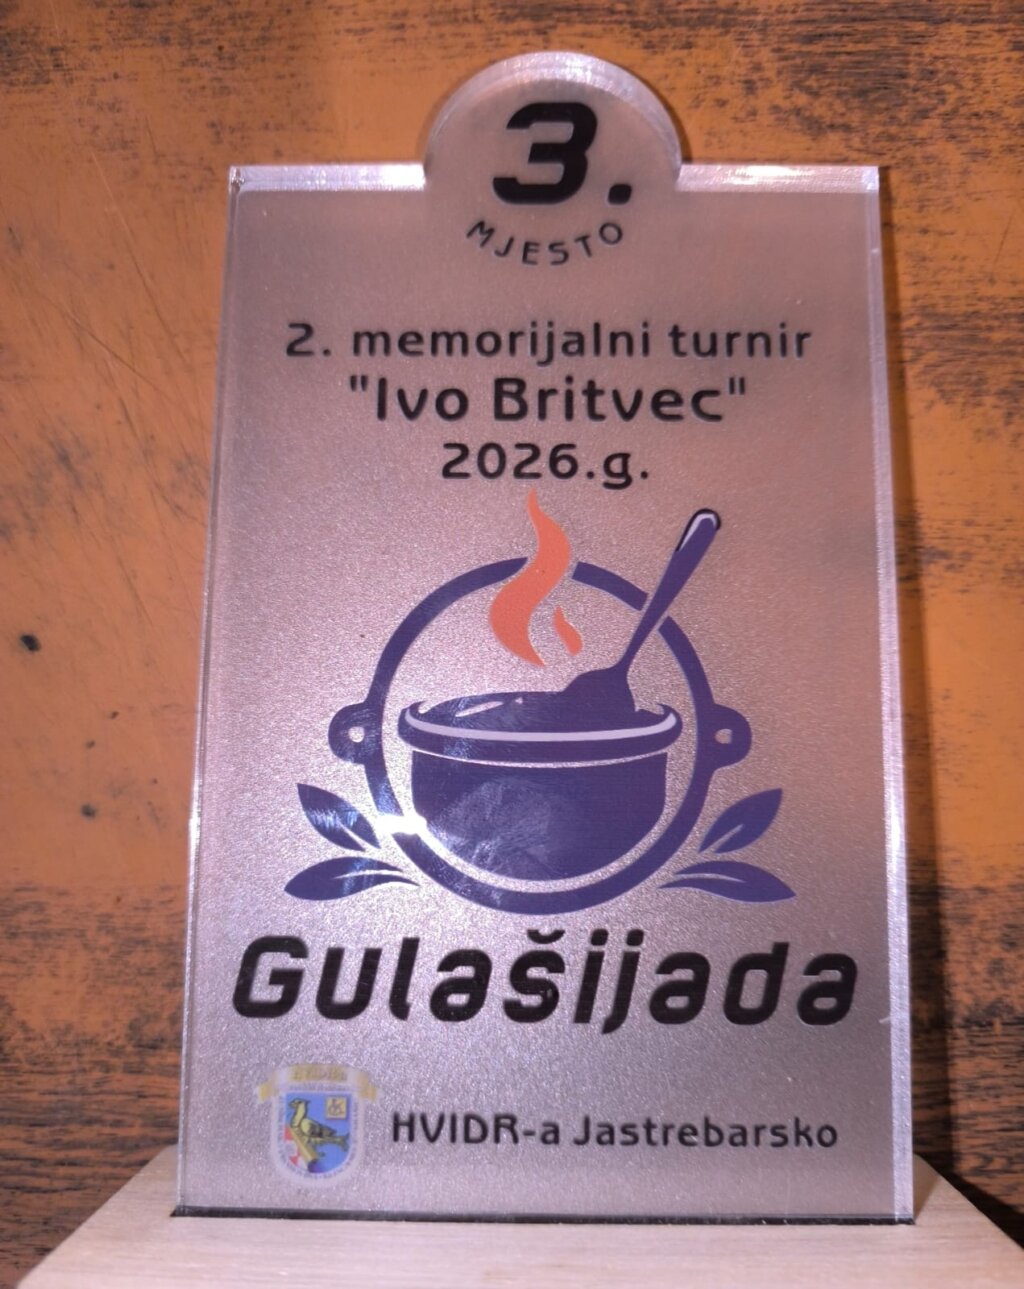 3.
MJESTO
2. memorijalni turnir
"Ivo Britvec"
2026.g.
Gulašijada
HVIDR-a Jastrebarsko